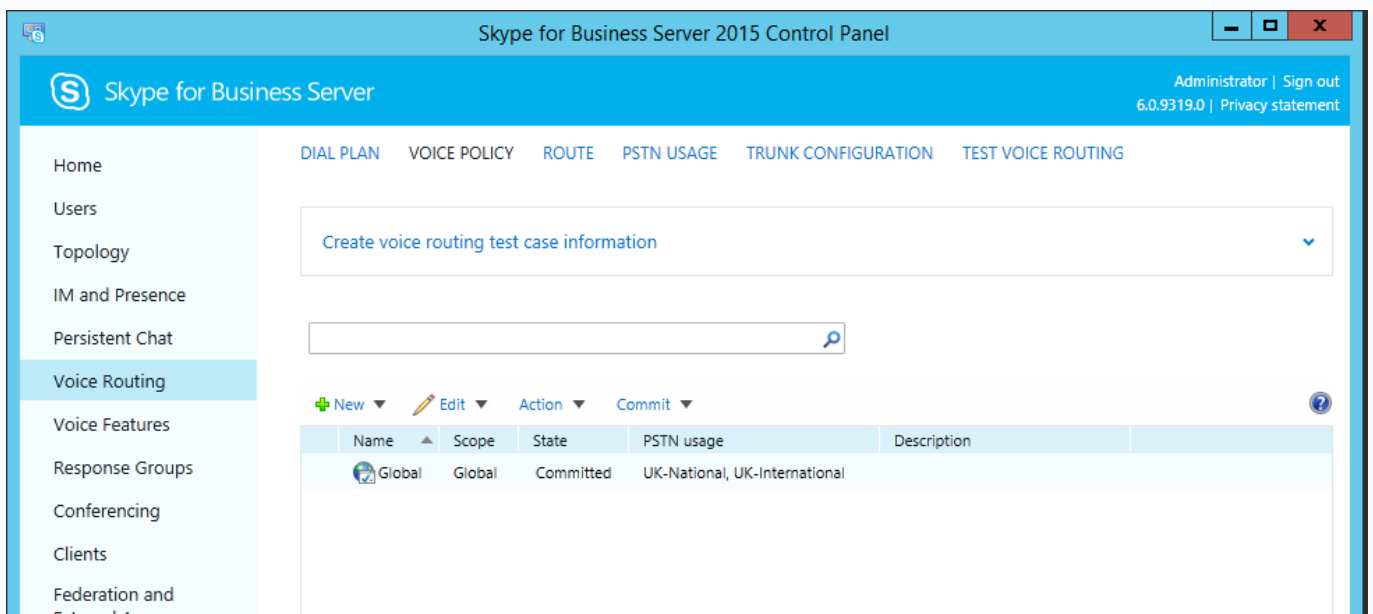 Skype for Business Server 2015 Control Panel
Skype for Business Server
Administrator | Sign out
6.0.9319.0 | Privacy statement
Home
Users
Topology
IM and Presence
Persistent Chat
Voice Routing
Voice Features
Response Groups
Conferencing
Clients
Federation and
DIAL PLAN VOICE POLICY ROUTE PSTN USAGE TRUNK CONFIGURATION TEST VOICE ROUTING
Create voice routing test case information
New Edit Action Commit
Name Scope State PSTN usage Description
Global Global Committed UK-National, UK-International